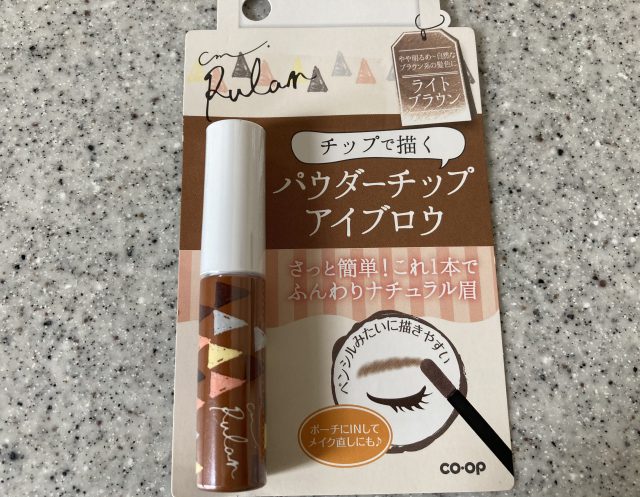 cm.
Rulan
やや明るめ〜自然な
ブラウン系の髪色に
ライト
ブラウン
チップで描く
パウダーチップ
アイブロウ
さっと簡単!これ1本で
ふんわりナチュラル眉
ペンシルみたいに描きやすい
ポーチにINして
メイク直しにも♪
co·op
cm.
Rulan